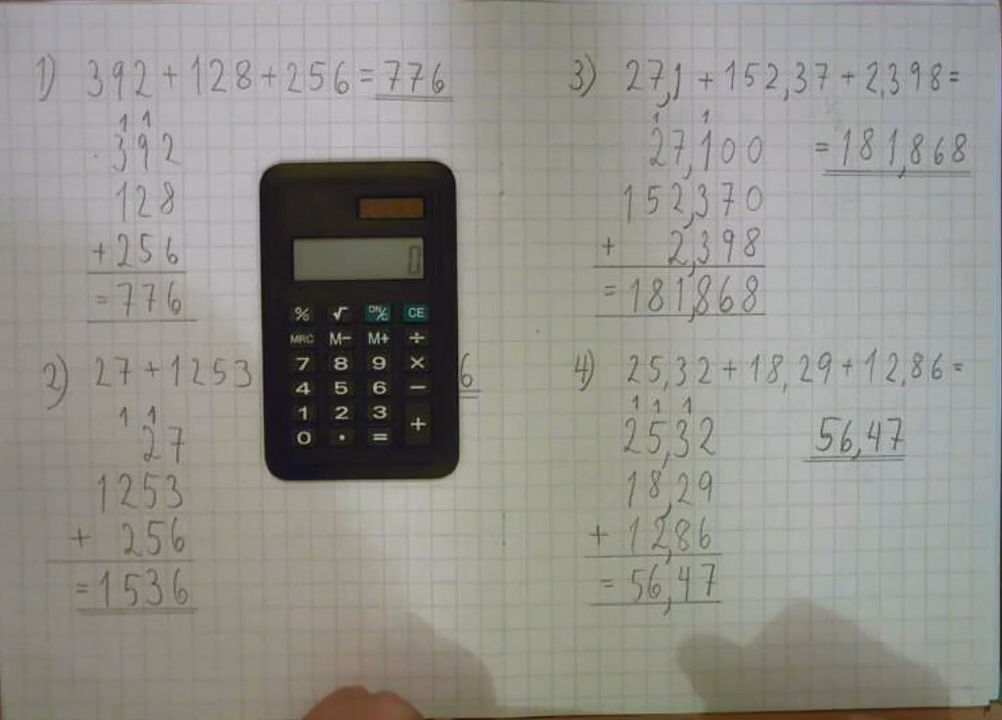 1) 392 + 128 + 256 = 776
1 1
392
128
+ 256
= 776
2) 27 + 1253
6
1 1
27
1253
+ 256
= 1536
0
% √ ON/C CE
MRC M− M+ ÷
7 8 9 ×
4 5 6 −
1 2 3 +
0 . =
3) 27,1 + 152,37 + 2,398 =
1 1
27,100
= 181,868
152,370
+ 2,398
= 181,868
4) 25,32 + 18,29 + 12,86 =
1 1 1
25,32
56,47
18,29
+ 12,86
= 56,47